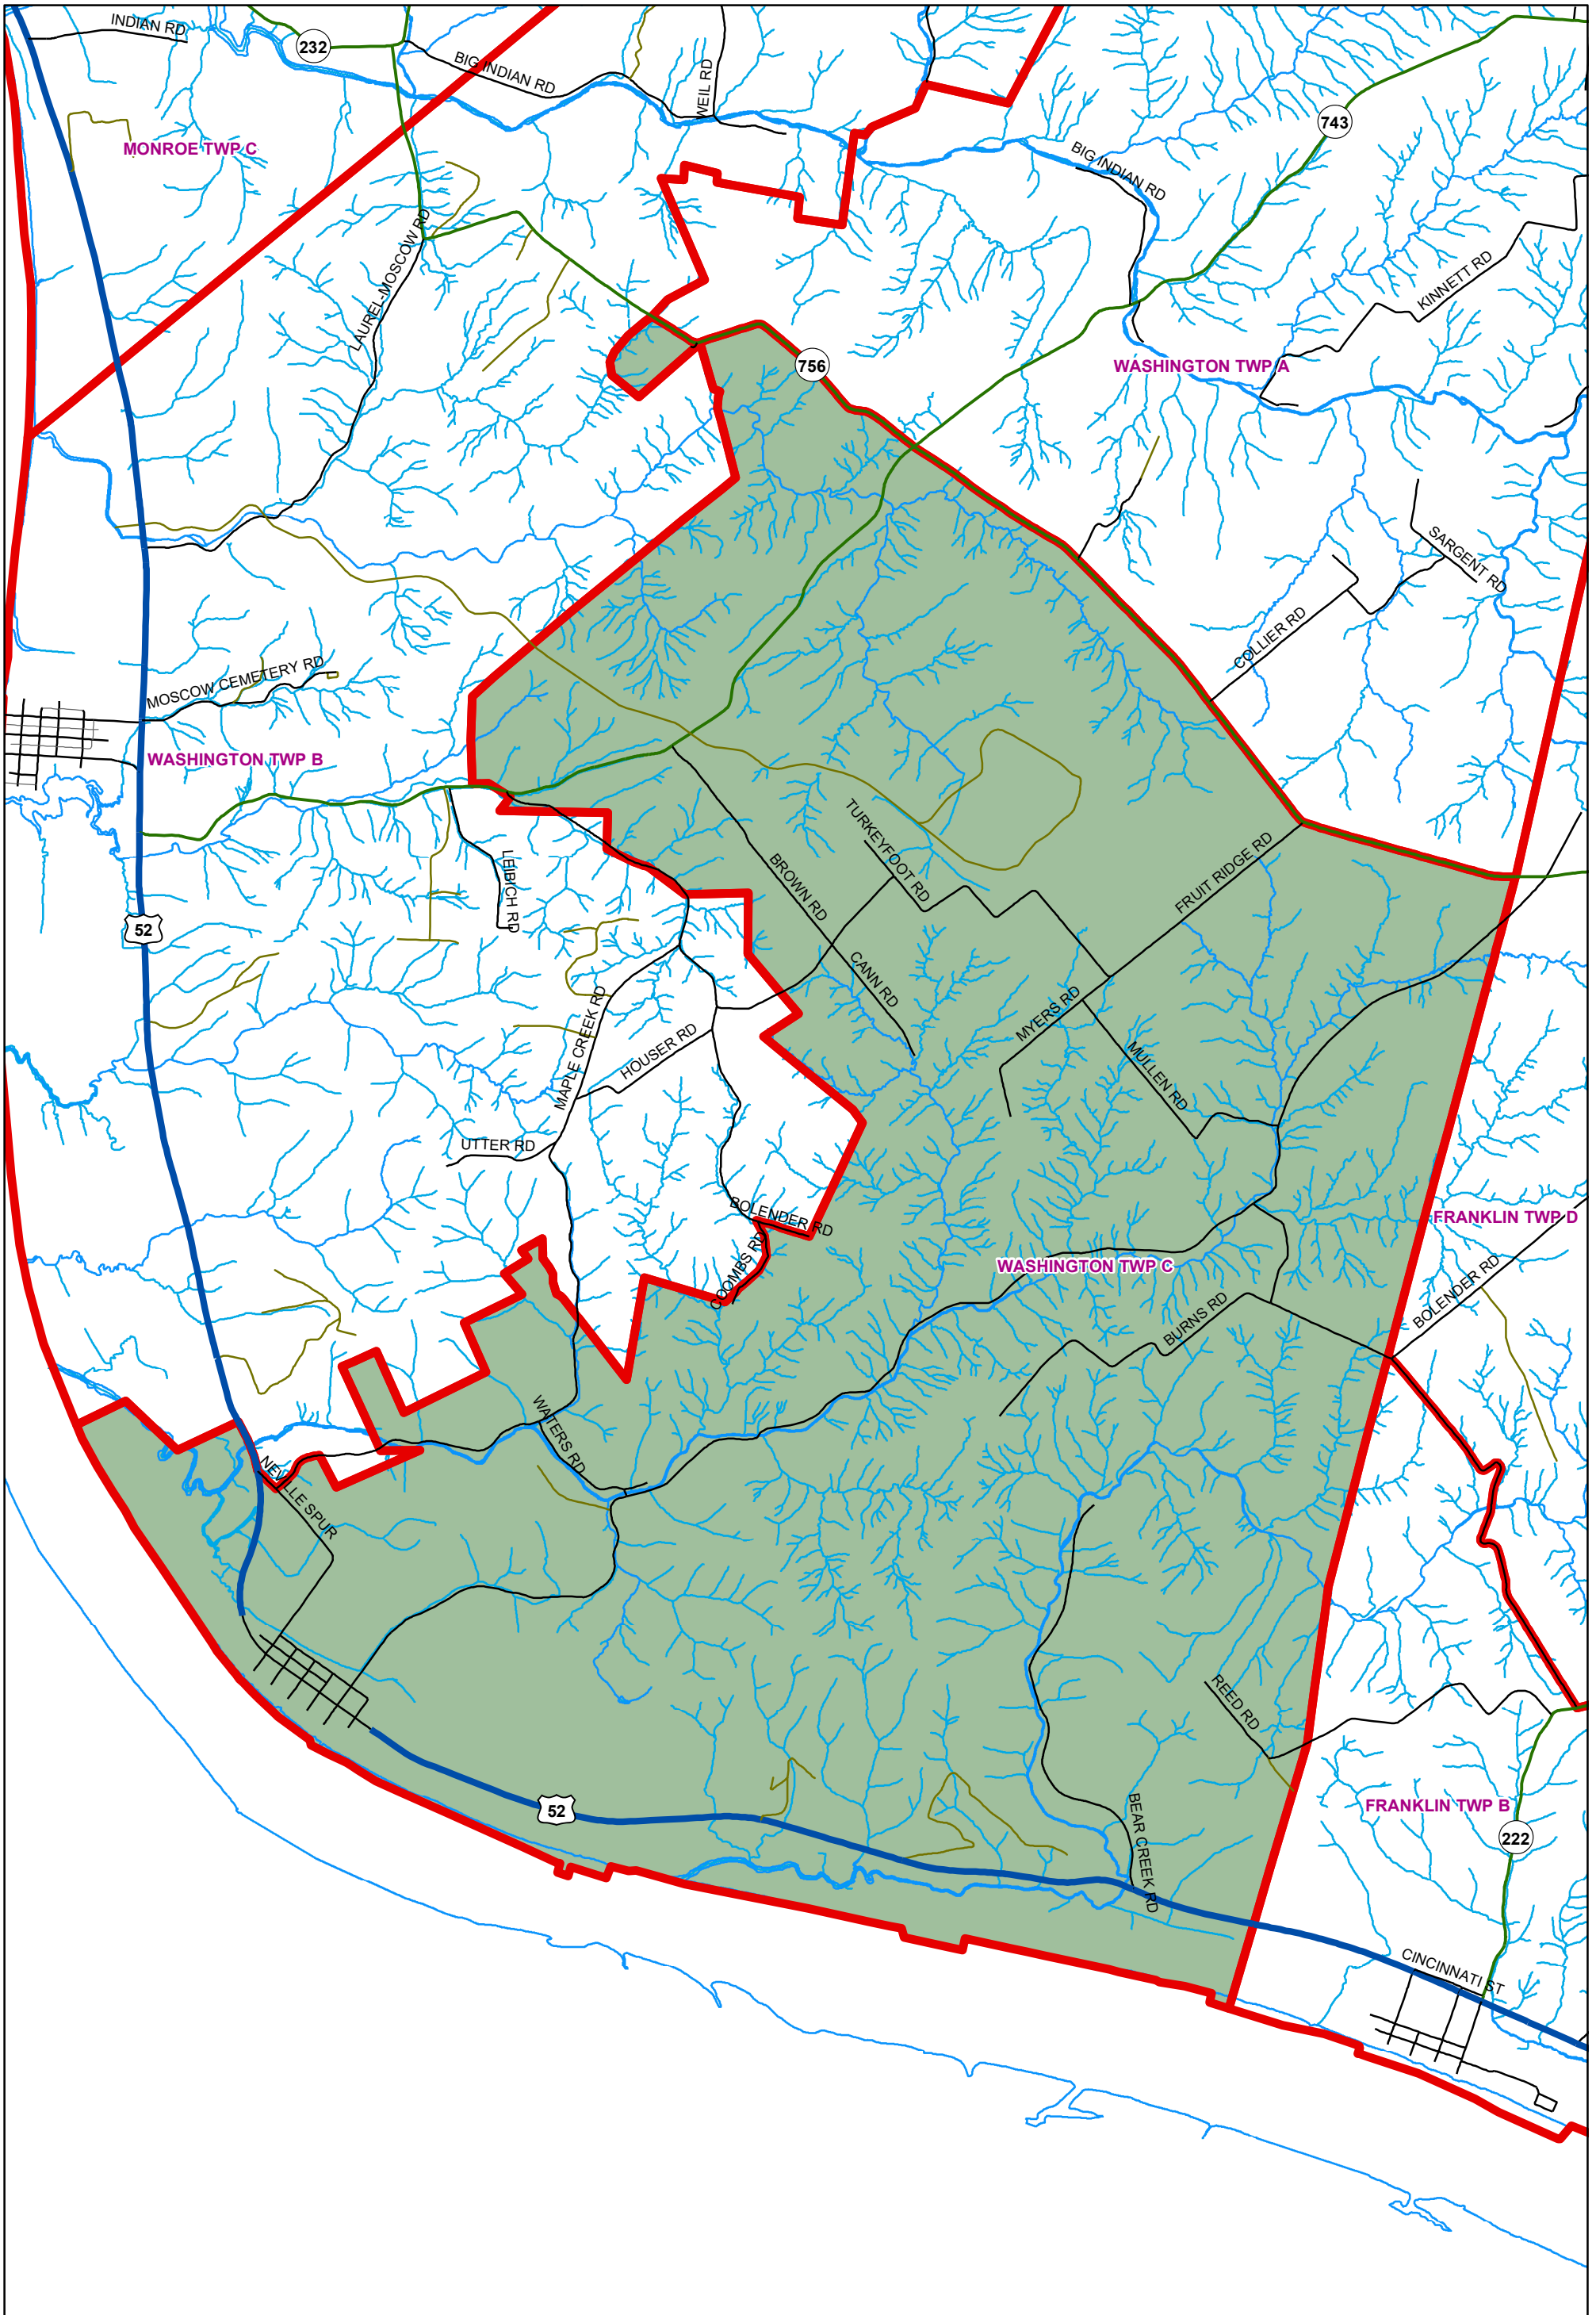 INDIAN RD
232
BIG INDIAN RD
WEIL RD
743
MONROE TWP C
BIG INDIAN RD
LAUREL-MOSCOW RD
KINNETT RD
756
WASHINGTON TWP A
SARGENT RD
COLLIER RD
MOSCOW CEMETERY RD
WASHINGTON TWP B
TURKEYFOOT RD
LEIBICH RD
BROWN RD
FRUIT RIDGE RD
52
CANN RD
MAPLE CREEK RD
MYERS RD
HOUSER RD
MULLEN RD
UTTER RD
BOLENDER RD
FRANKLIN TWP D
COOMBS RD
WASHINGTON TWP C
BURNS RD
BOLENDER RD
WATERS RD
NEVILLE SPUR
REED RD
52
BEAR CREEK RD
FRANKLIN TWP B
222
CINCINNATI ST